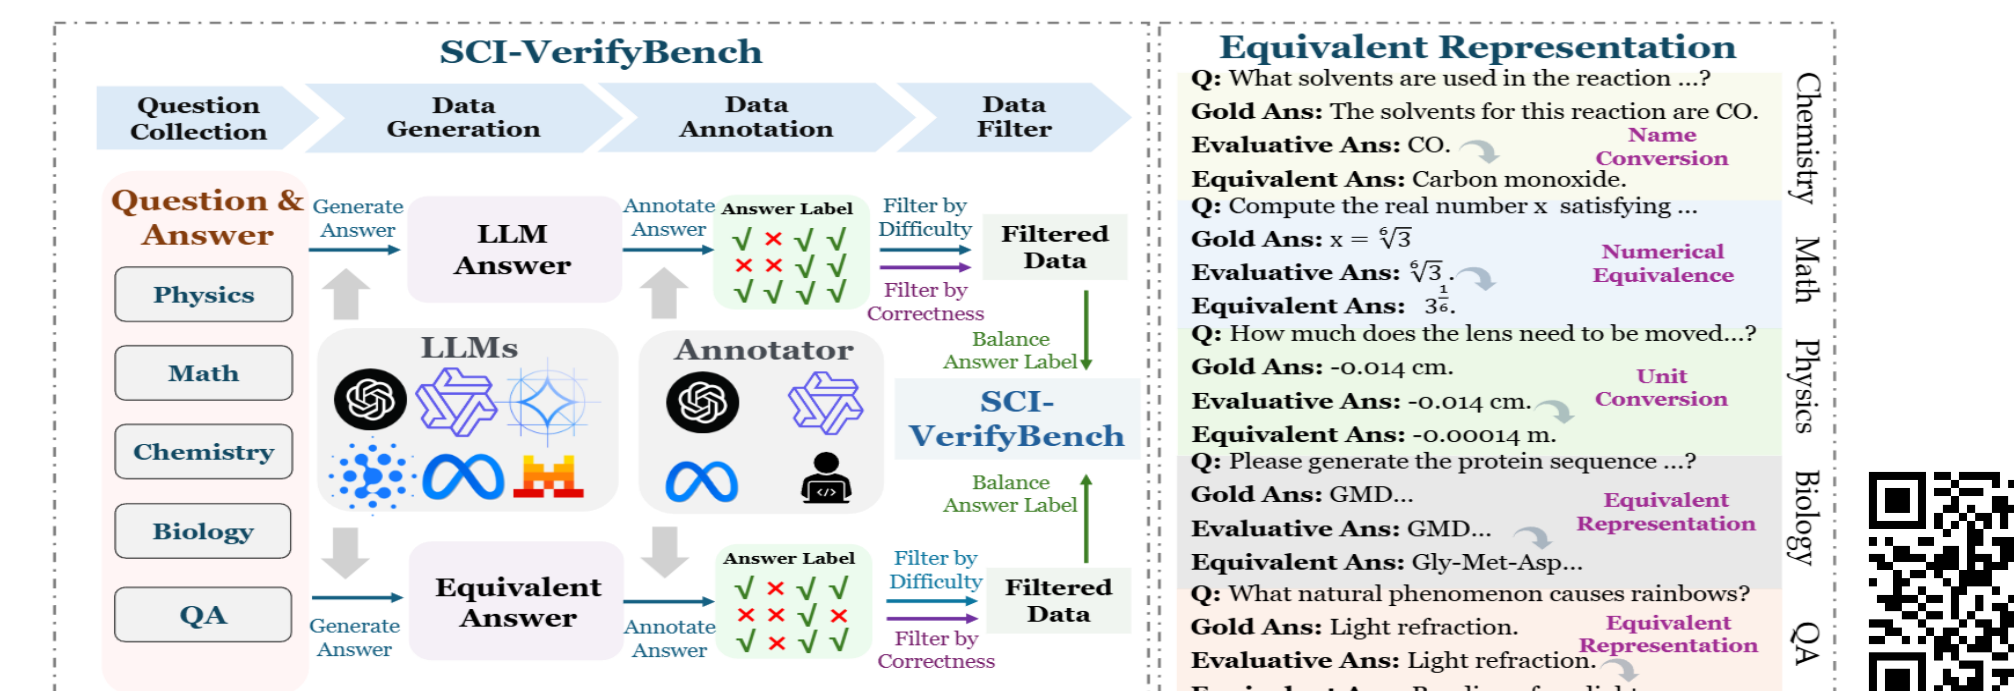 SCI-VerifyBench
Question
Collection
Data
Generation
Data
Annotation
Data
Filter
Question &
Answer
Physics
Math
Chemistry
Biology
QA
Generate
Answer
LLM
Answer
Annotate
Answer
Answer Label
Filter by
Difficulty
Filter by
Correctness
Filtered
Data
LLMs
Annotator
Balance
Answer Label
SCI-
VerifyBench
Balance
Answer Label
Generate
Answer
Equivalent
Answer
Annotate
Answer
Answer Label
Filter by
Difficulty
Filter by
Correctness
Filtered
Data
Equivalent Representation
Q: What solvents are used in the reaction ...?
Gold Ans: The solvents for this reaction are CO.
Evaluative Ans: CO.
Equivalent Ans: Carbon monoxide.
Name
Conversion
Chemistry
Q: Compute the real number x satisfying ...
Gold Ans: x = ⁶√3
Evaluative Ans: ⁶√3 .
Equivalent Ans: 3^(1/6).
Numerical
Equivalence
Math
Q: How much does the lens need to be moved...?
Gold Ans: -0.014 cm.
Evaluative Ans: -0.014 cm.
Equivalent Ans: -0.00014 m.
Unit
Conversion
Physics
Q: Please generate the protein sequence ...?
Gold Ans: GMD...
Evaluative Ans: GMD...
Equivalent Ans: Gly-Met-Asp...
Equivalent
Representation
Biology
Q: What natural phenomenon causes rainbows?
Gold Ans: Light refraction.
Evaluative Ans: Light refraction.
Equivalent
Representation
QA